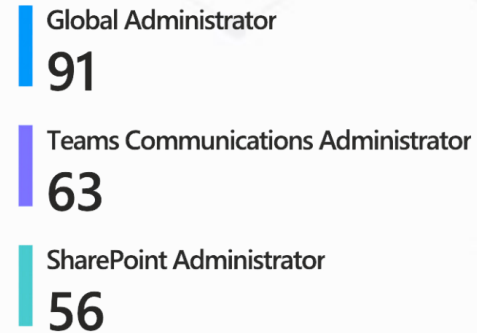 Global Administrator
91
Teams Communications Administrator
63
SharePoint Administrator
56